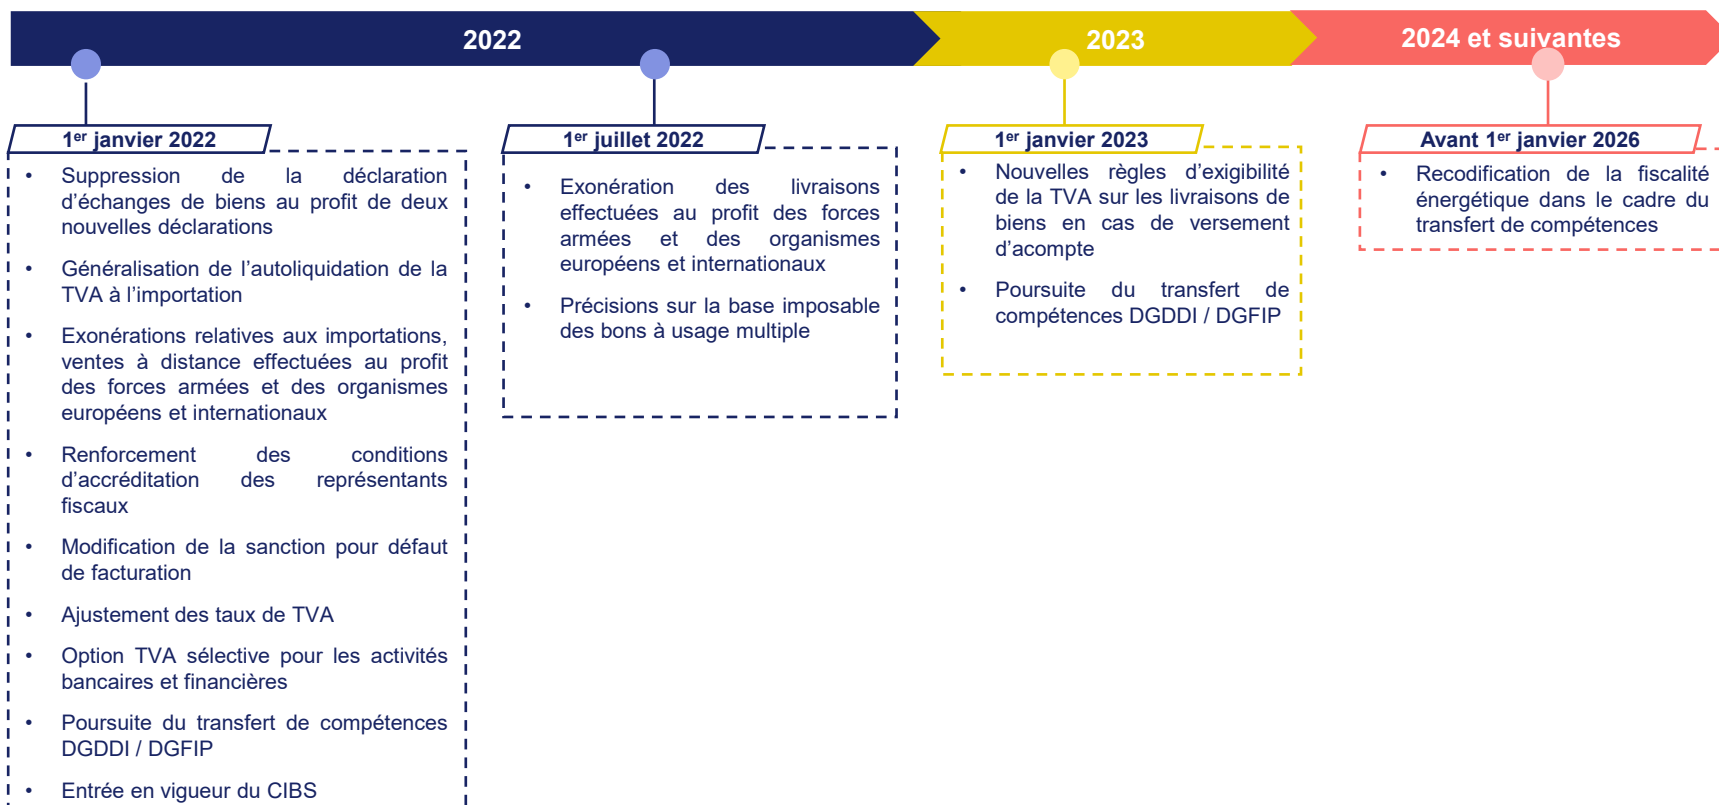 2022
2023
2024 et suivantes
1er janvier 2022
• Suppression de la déclaration
d’échanges de biens au profit de deux
nouvelles déclarations
• Généralisation de l’autoliquidation de la
TVA à l’importation
• Exonérations relatives aux importations,
ventes à distance effectuées au profit
des forces armées et des organismes
européens et internationaux
• Renforcement des conditions
d’accréditation des représentants
fiscaux
• Modification de la sanction pour défaut
de facturation
• Ajustement des taux de TVA
• Option TVA sélective pour les activités
bancaires et financières
• Poursuite du transfert de compétences
DGDDI / DGFIP
• Entrée en vigueur du CIBS
1er juillet 2022
• Exonération des livraisons
effectuées au profit des forces
armées et des organismes
européens et internationaux
• Précisions sur la base imposable
des bons à usage multiple
1er janvier 2023
• Nouvelles règles d’exigibilité
de la TVA sur les livraisons de
biens en cas de versement
d’acompte
• Poursuite du transfert de
compétences DGDDI / DGFIP
Avant 1er janvier 2026
• Recodification de la fiscalité
énergétique dans le cadre du
transfert de compétences